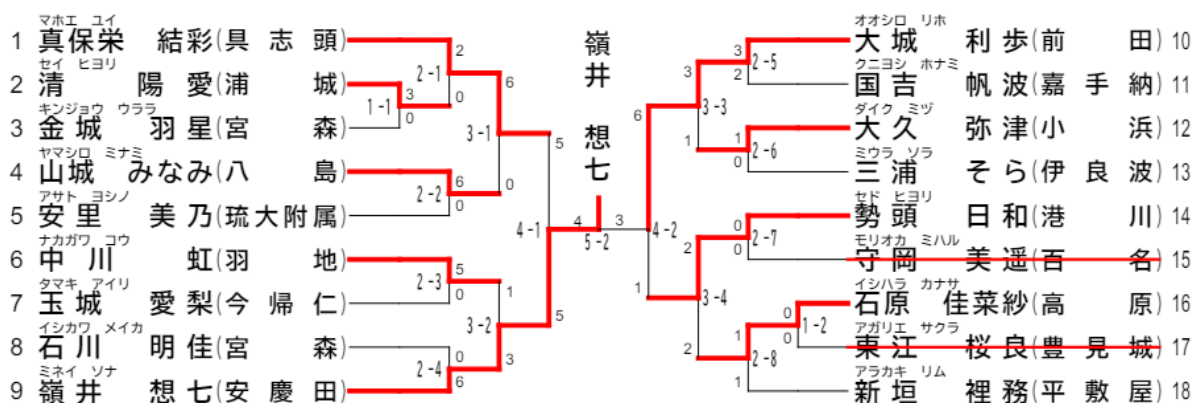 マホエ ユイ
1 真保栄 結彩(具志頭)
セイ ヒヨリ
2 清 陽愛(浦城)
キンジョウ ウララ
3 金城 羽星(宮森)
ヤマシロ ミナミ
4 山城 みなみ(八島)
アサト ヨシノ
5 安里 美乃(琉大附属)
ナカガワ コウ
6 中川 虹(羽地)
タマキ アイリ
7 玉城 愛梨(今帰仁)
イシカワ メイカ
8 石川 明佳(宮森)
ミネイ ソナ
9 嶺井 想七(安慶田)
1-1
3
0
2-1
2
0
2-2
6
0
2-3
5
0
2-4
0
6
3-1
6
0
3-2
1
3
4-1
5
5
嶺井 想七
4
5-2
3
4-2
6
1
3-3
3
1
3-4
2
2
2-5
3
2
2-6
1
0
2-7
0
0
2-8
1
1
1-2
0
0
オオシロ リホ
大城 利歩(前田) 10
クニヨシ ホナミ
国吉 帆波(嘉手納) 11
ダイク ミヅ
大久 弥津(小浜) 12
ミウラ ソラ
三浦 そら(伊良波) 13
セド ヒヨリ
勢頭 日和(港川) 14
モリオカ ミハル
守岡 美遥(百名) 15
イシハラ カナサ
石原 佳菜紗(高原) 16
アガリエ サクラ
東江 桜良(豊見城) 17
アラカキ リム
新垣 裡務(平敷屋) 18